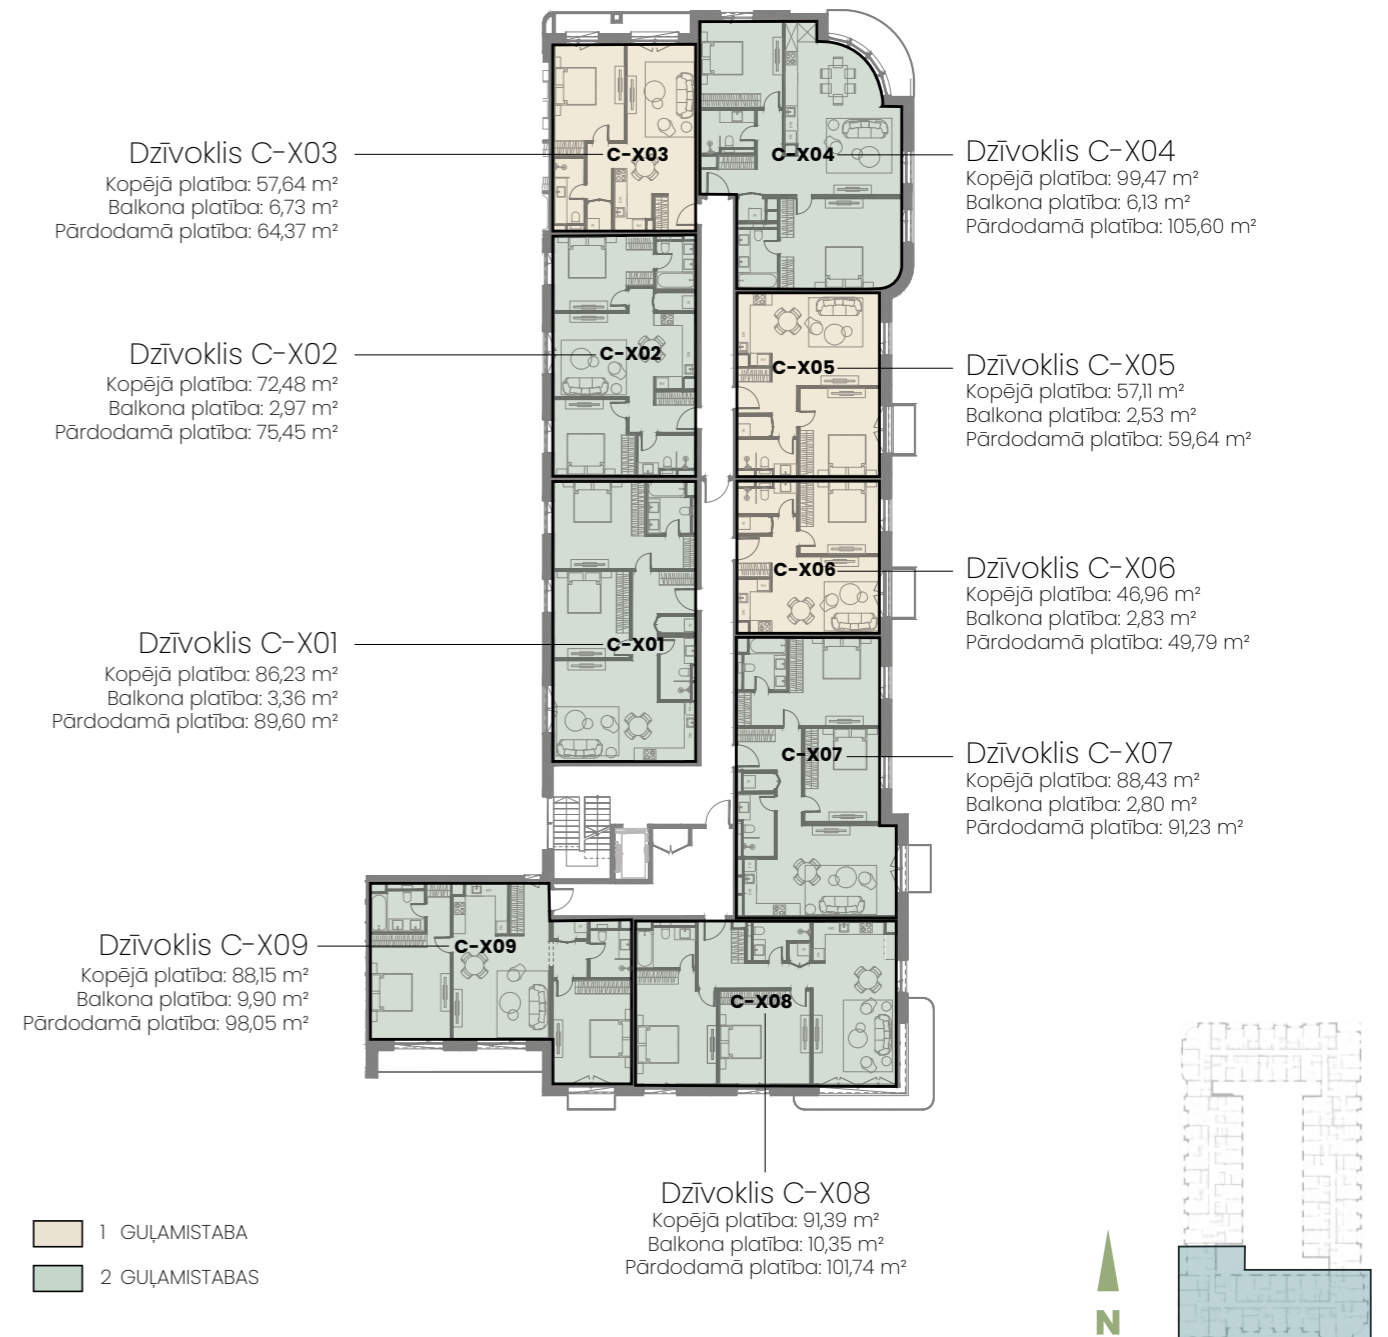 Dzīvoklis C-X03
Kopējā platība: 57,64 m²
Balkona platība: 6,73 m²
Pārdodamā platība: 64,37 m²
C-X03
C-X04
Dzīvoklis C-X04
Kopējā platība: 99,47 m²
Balkona platība: 6,13 m²
Pārdodamā platība: 105,60 m²
Dzīvoklis C-X02
Kopējā platība: 72,48 m²
Balkona platība: 2,97 m²
Pārdodamā platība: 75,45 m²
C-X02
C-X05
Dzīvoklis C-X05
Kopējā platība: 57,11 m²
Balkona platība: 2,53 m²
Pārdodamā platība: 59,64 m²
C-X06
Dzīvoklis C-X06
Kopējā platība: 46,96 m²
Balkona platība: 2,83 m²
Pārdodamā platība: 49,79 m²
Dzīvoklis C-X01
Kopējā platība: 86,23 m²
Balkona platība: 3,36 m²
Pārdodamā platība: 89,60 m²
C-X01
C-X07
Dzīvoklis C-X07
Kopējā platība: 88,43 m²
Balkona platība: 2,80 m²
Pārdodamā platība: 91,23 m²
Dzīvoklis C-X09
Kopējā platība: 88,15 m²
Balkona platība: 9,90 m²
Pārdodamā platība: 98,05 m²
C-X09
C-X08
Dzīvoklis C-X08
Kopējā platība: 91,39 m²
Balkona platība: 10,35 m²
Pārdodamā platība: 101,74 m²
1 GUĻAMISTABA
2 GUĻAMISTABAS
N